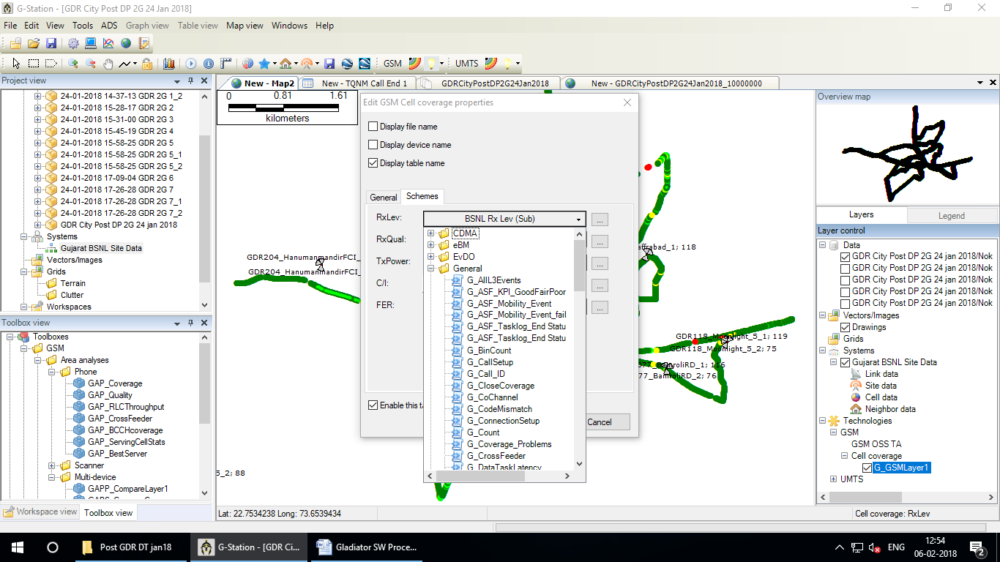 G-Station - [GDR City Post DP 2G 24 Jan 2018]
File Edit View Tools ADS Graph view Table view Map view Windows Help
GSM UMTS
Project view
24-01-2018 14-37-13 GDR 2G 1_2
24-01-2018 15-28-17 GDR 2G 2
24-01-2018 15-31-00 GDR 2G 3
24-01-2018 15-45-19 GDR 2G 4
24-01-2018 15-58-25 GDR 2G 5
24-01-2018 15-58-25 GDR 2G 5_1
24-01-2018 15-58-25 GDR 2G 5_2
24-01-2018 17-09-04 GDR 2G 6
24-01-2018 17-26-28 GDR 2G 7
24-01-2018 17-26-28 GDR 2G 7_1
24-01-2018 17-26-28 GDR 2G 7_2
GDR City Post DP 2G 24 jan 2018
Systems
Gujarat BSNL Site Data
Vectors/Images
Grids
Terrain
Clutter
Workspaces
Toolbox view
Toolboxes
GSM
Area analyses
Phone
GAP_Coverage
GAP_Quality
GAP_RLCThroughput
GAP_CrossFeeder
GAP_BCCHcoverage
GAP_ServingCellStats
GAP_BestServer
Scanner
Multi-device
GAPP_CompareLayer1
Workspace view Toolbox view
New - Map2 New - TQNM Call End 1 GDRCityPostDP2G24Jan2018 New - GDRCityPostDP2G24Jan2018_10000000
0 0.81 1.61
kilometers
GDR204_HanumanmandirFCI_
GDR204_HanumanmandirFCI_
5_2; 88
Edit GSM Cell coverage properties
Display file name
Display device name
Display table name
General Schemes
RxLev: BSNL Rx Lev (Sub) ...
RxQual: ...
TxPower: ...
C/I: ...
FER: ...
CDMA
eBM
EvDO
General
G_AllL3Events
G_ASF_KPI_GoodFairPoor
G_ASF_Mobility_Event
G_ASF_Mobility_Event_fail
G_ASF_Tasklog_End Statu
G_ASF_Tasklog_End Statu
G_BinCount
G_CallSetup
G_Call_ID
G_CloseCoverage
G_CoChannel
G_CodeMismatch
G_ConnectionSetup
G_Count
G_Coverage_Problems
G_CrossFeeder
G_DataTaskLatency
Enable this ta
Cancel
abad_1; 118
GDR118_Moonlight_5_1; 119
GDR118_Moonlight_5_2; 75
77_BamroliRD_1; 116
77_BamroliRD_2; 76
Overview map
Layers Legend
Layer control
Data
GDR City Post DP 2G 24 jan 2018/Nok
GDR City Post DP 2G 24 jan 2018/Nok
GDR City Post DP 2G 24 jan 2018/Nok
GDR City Post DP 2G 24 jan 2018/Nok
GDR City Post DP 2G 24 jan 2018/Nok
Vectors/Images
Drawings
Grids
Systems
Gujarat BSNL Site Data
Link data
Site data
Cell data
Neighbor data
Technologies
GSM
GSM OSS TA
Cell coverage
G_GSMLayer1
UMTS
Lat: 22.7534238 Long: 73.6539434
Cell coverage: RxLev
Post GDR DT jan18 G-Station - [GDR Ci... Gladiator SW Proce...
ENG 12:54
06-02-2018
2